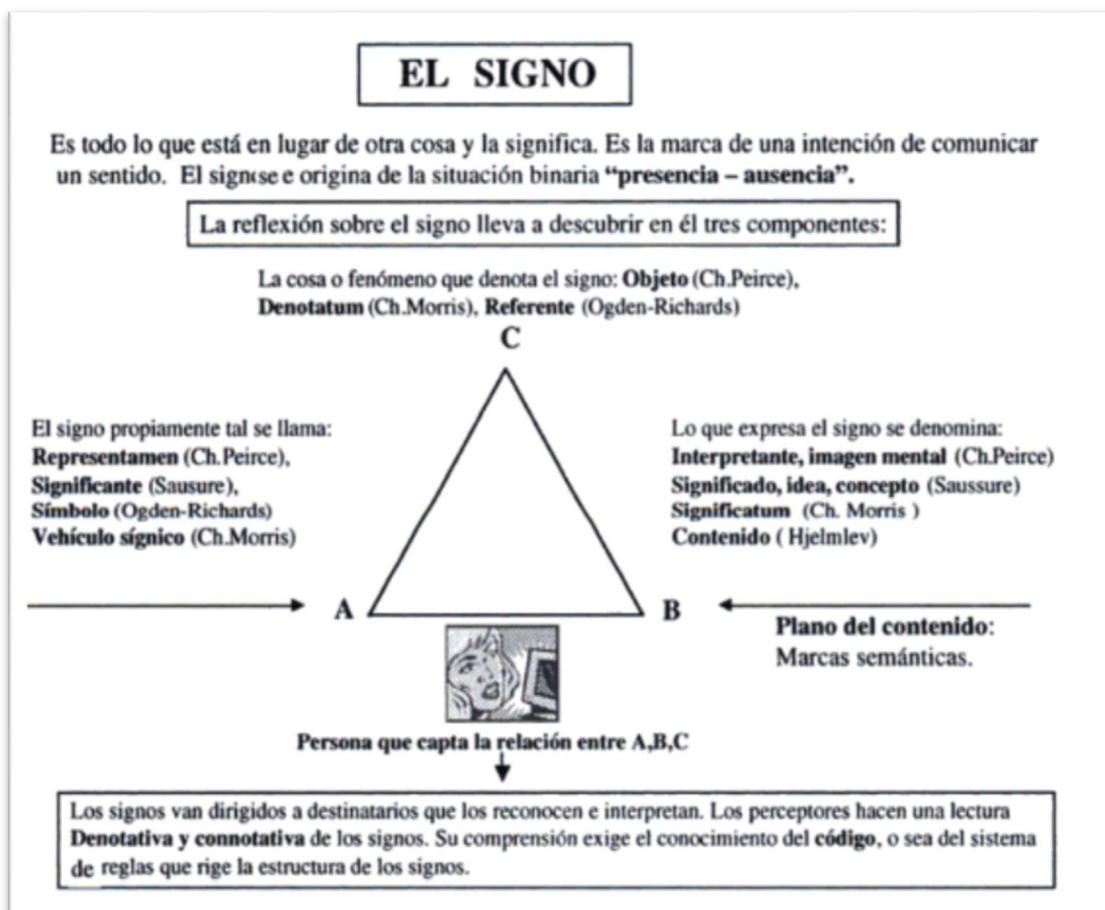 EL SIGNO
Es todo lo que está en lugar de otra cosa y la significa. Es la marca de una intención de comunicar
un sentido. El signose e origina de la situación binaria “presencia – ausencia”.
La reflexión sobre el signo lleva a descubrir en él tres componentes:
La cosa o fenómeno que denota el signo: Objeto (Ch.Peirce),
Denotatum (Ch.Morris), Referente (Ogden-Richards)
C
El signo propiamente tal se llama:
Representamen (Ch.Peirce),
Significante (Sausure),
Símbolo (Ogden-Richards)
Vehículo sígnico (Ch.Morris)
Lo que expresa el signo se denomina:
Interpretante, imagen mental (Ch.Peirce)
Significado, idea, concepto (Saussure)
Significatum (Ch. Morris )
Contenido ( Hjelmlev)
A
B
Plano del contenido:
Marcas semánticas.
Persona que capta la relación entre A,B,C
Los signos van dirigidos a destinatarios que los reconocen e interpretan. Los perceptores hacen una lectura
Denotativa y connotativa de los signos. Su comprensión exige el conocimiento del código, o sea del sistema
de reglas que rige la estructura de los signos.